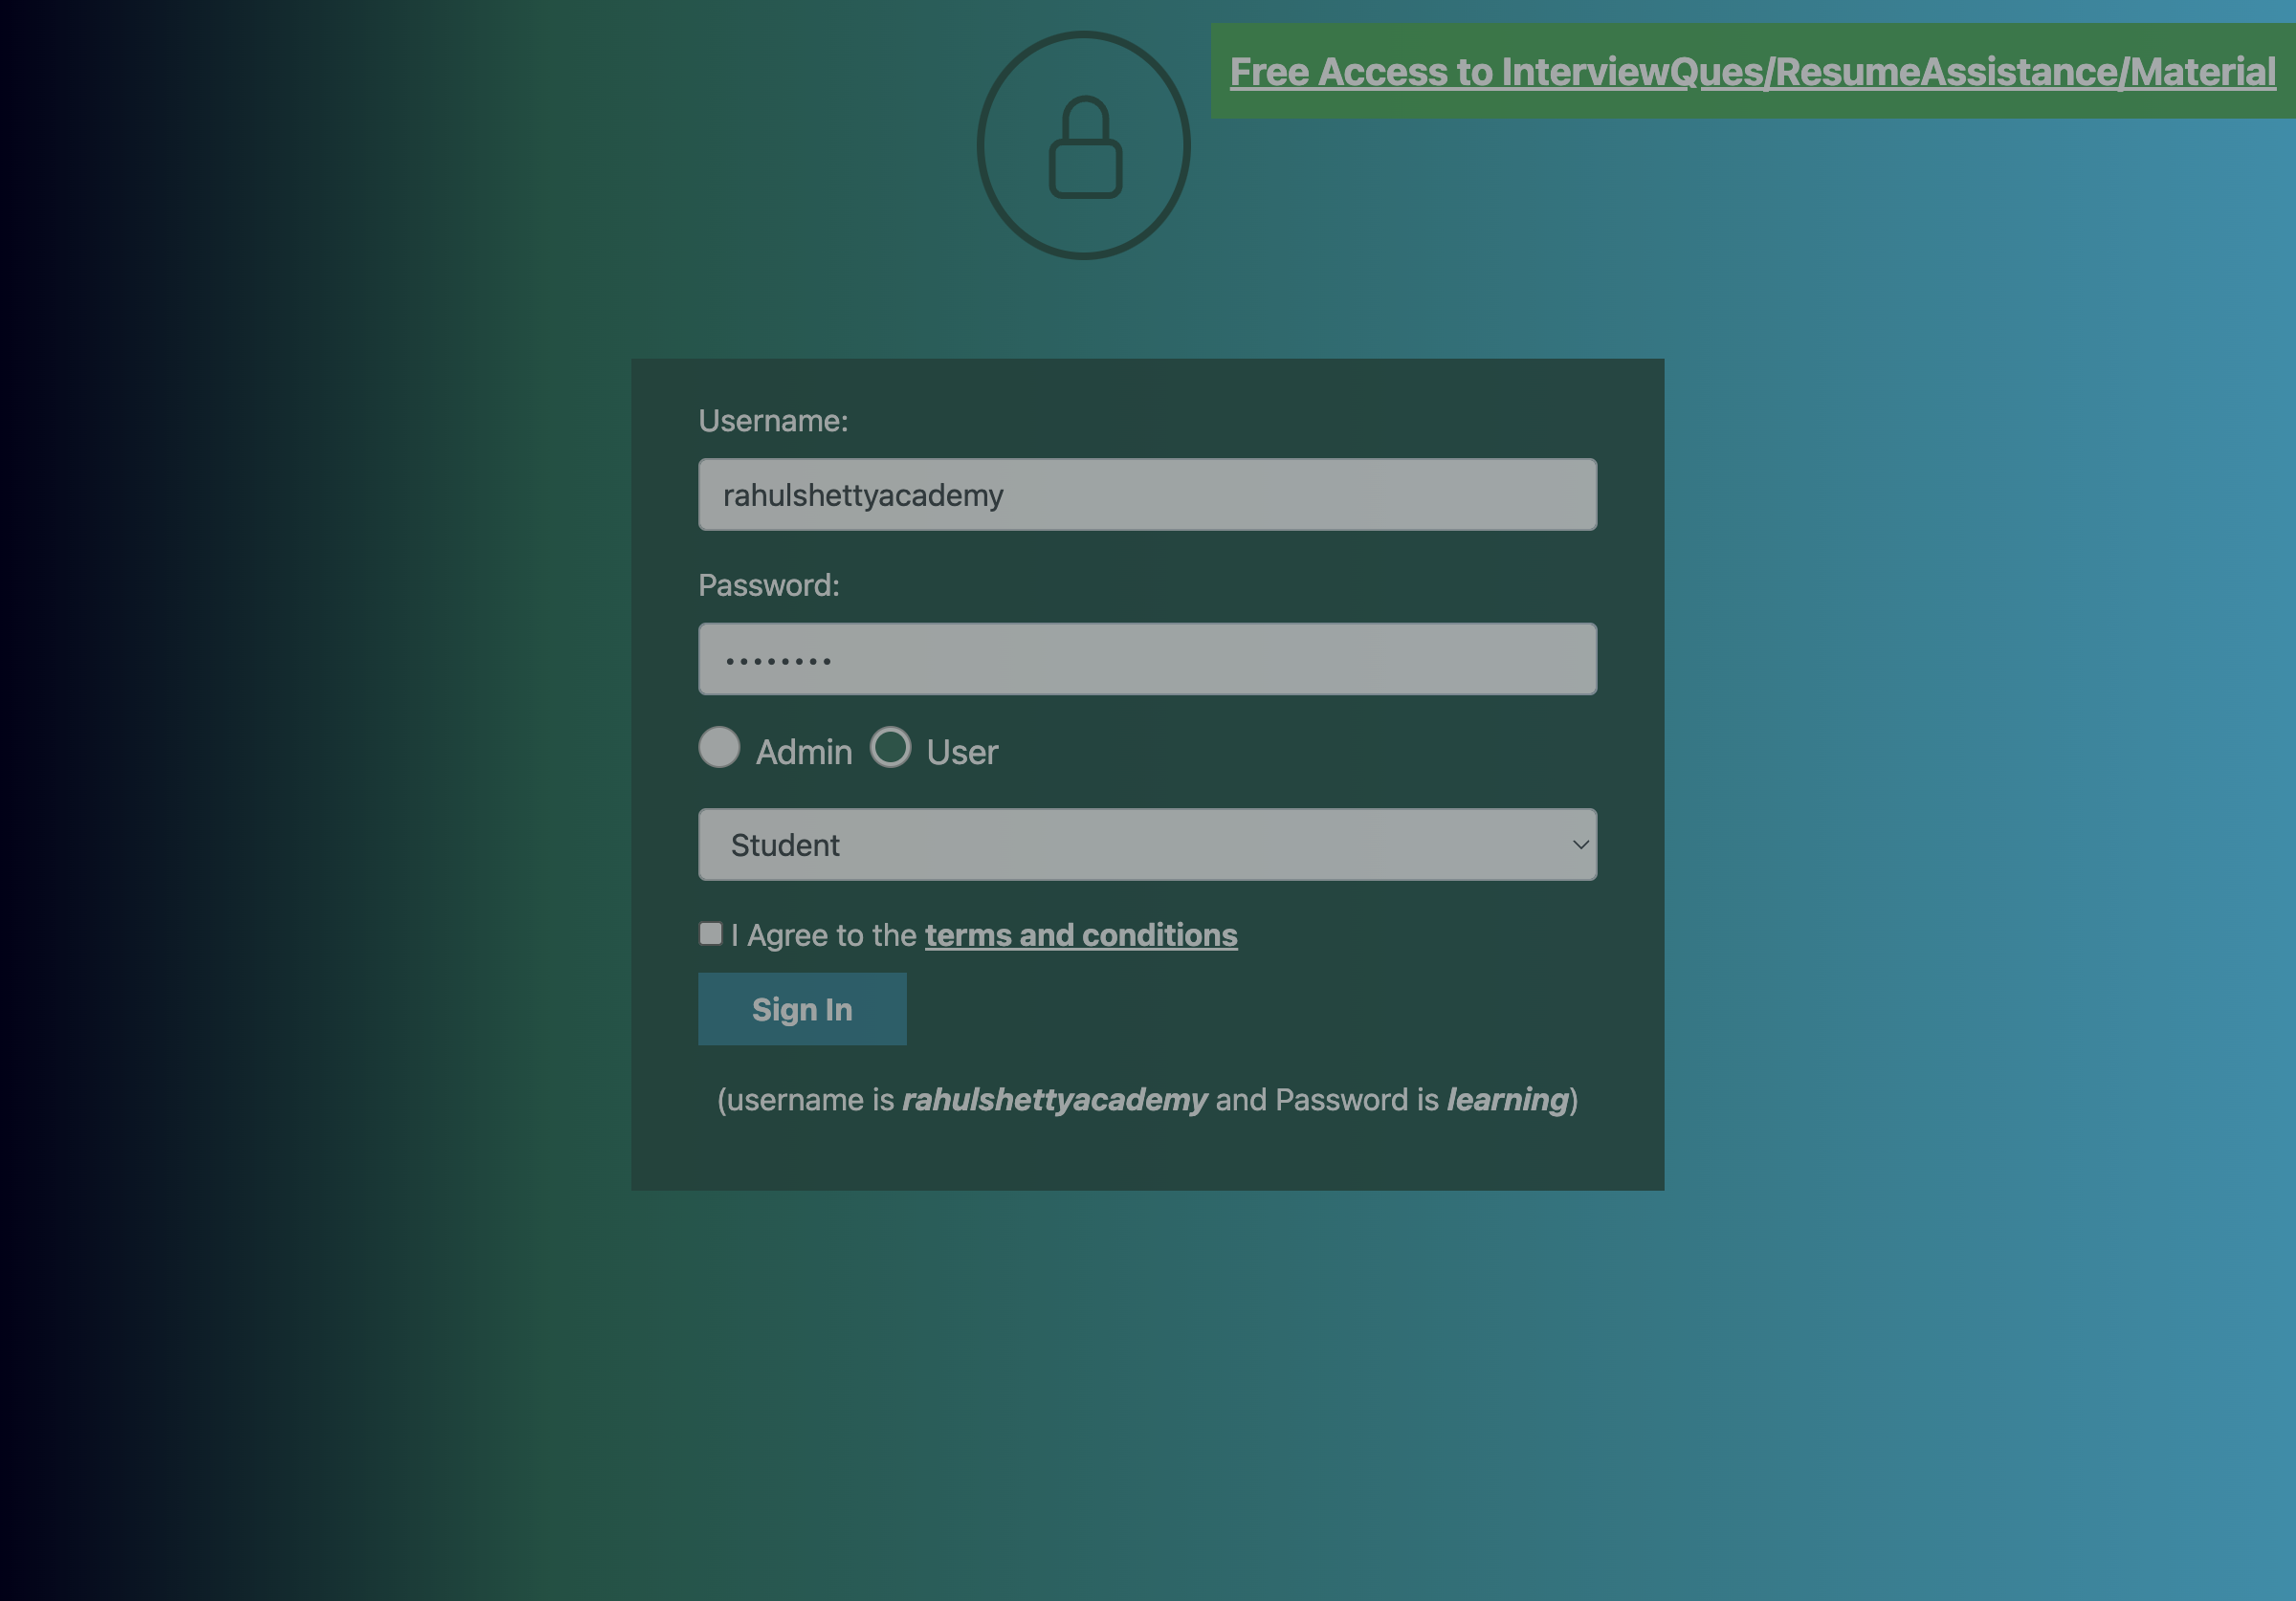 Free Access to InterviewQues/ResumeAssistance/Material
Username:
rahulshettyacademy
Password:
••••••••
Admin User
Student
I Agree to the terms and conditions
Sign In
(username is rahulshettyacademy and Password is learning)